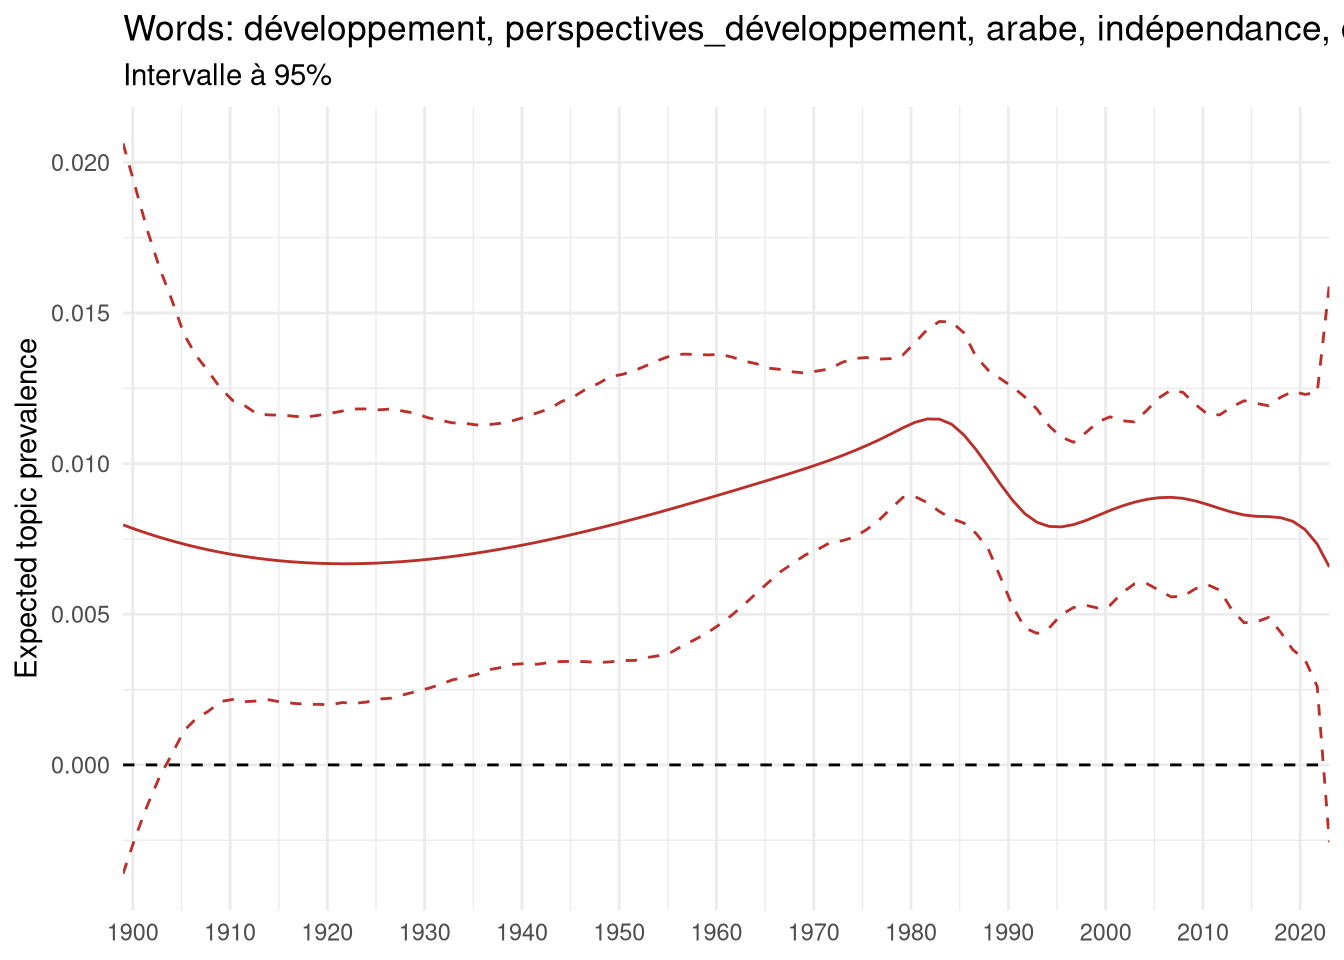 Words: développement, perspectives_développement, arabe, indépendance,
Intervalle à 95%
Expected topic prevalence
0.020
0.015
0.010
0.005
0.000
1900 1910 1920 1930 1940 1950 1960 1970 1980 1990 2000 2010 2020